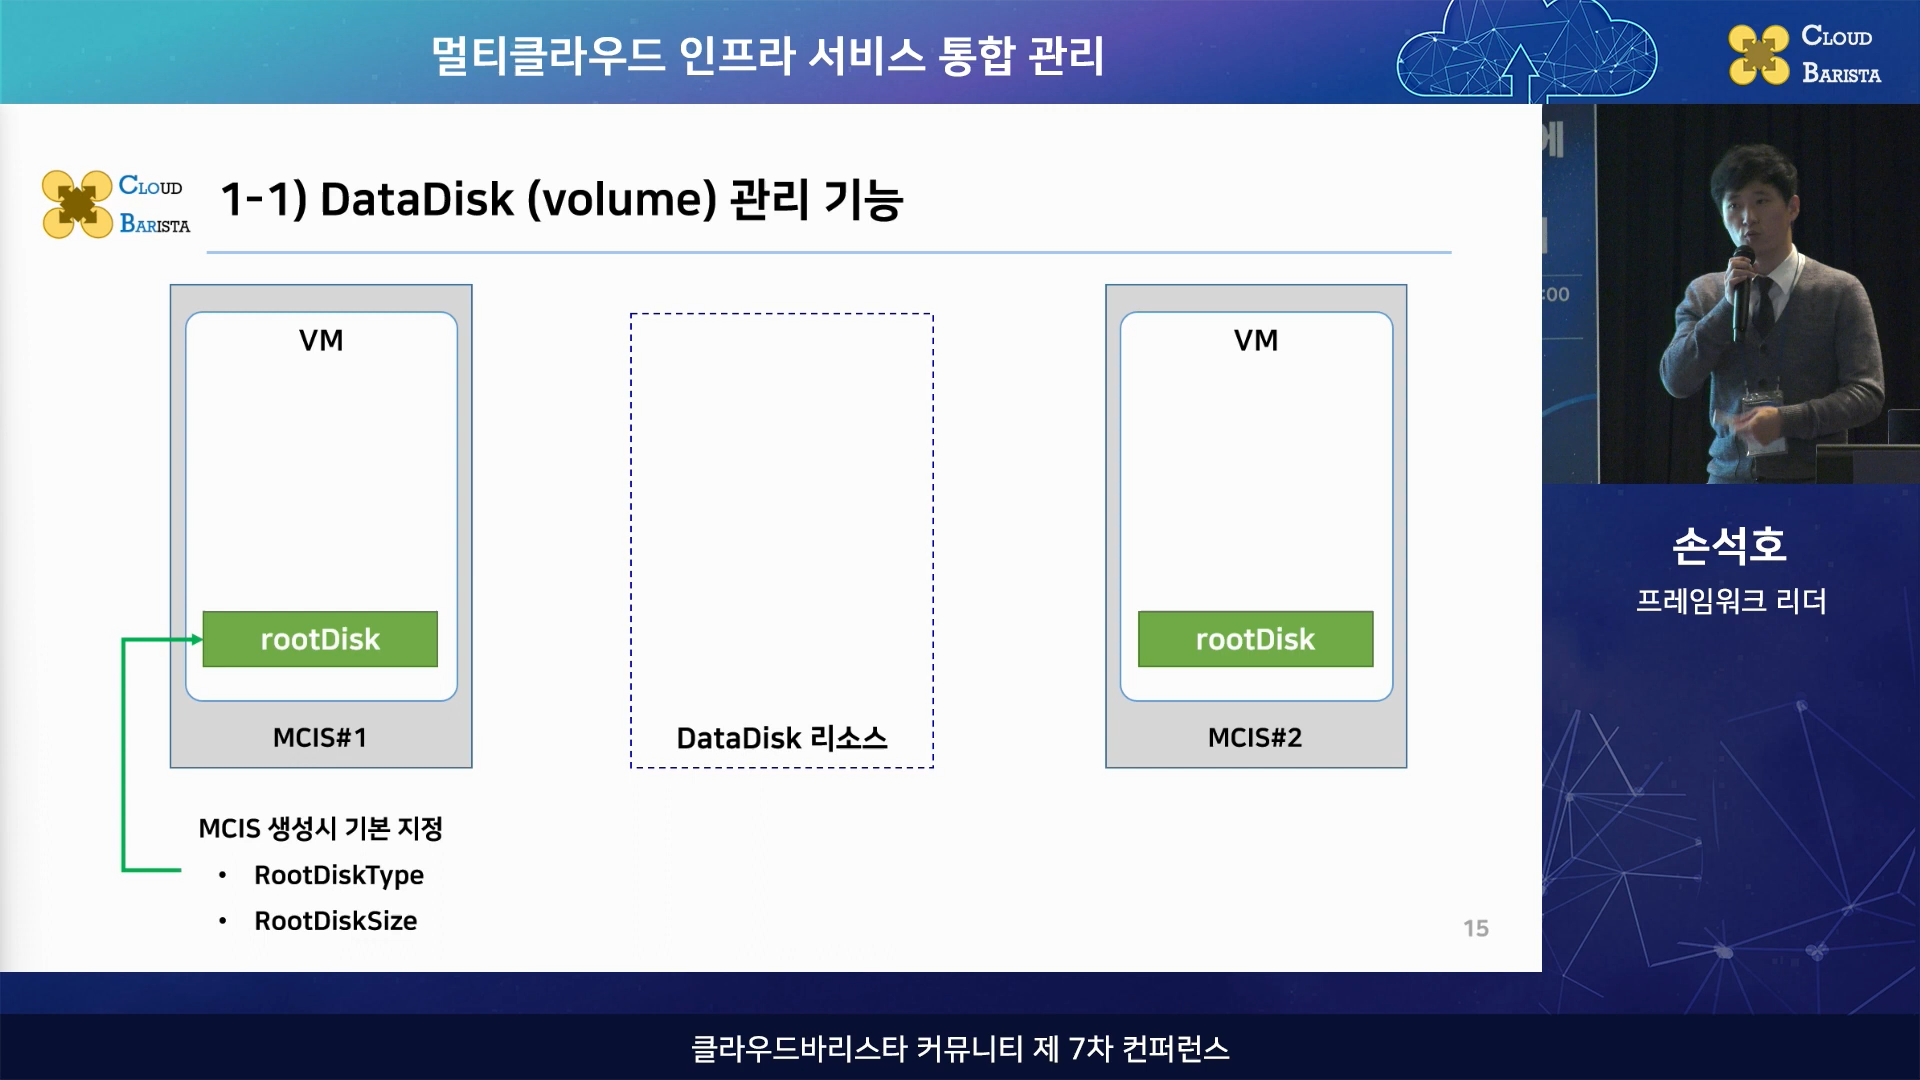 멀티클라우드 인프라 서비스 통합 관리
CLOUD
BARISTA
CLOUD
BARISTA
1-1) DataDisk (volume) 관리 기능
VM
rootDisk
MCIS#1
DataDisk 리소스
VM
rootDisk
MCIS#2
MCIS 생성시 기본 지정
• RootDiskType
• RootDiskSize
15
에
:00
손석호
프레임워크 리더
클라우드바리스타 커뮤니티 제 7차 컨퍼런스